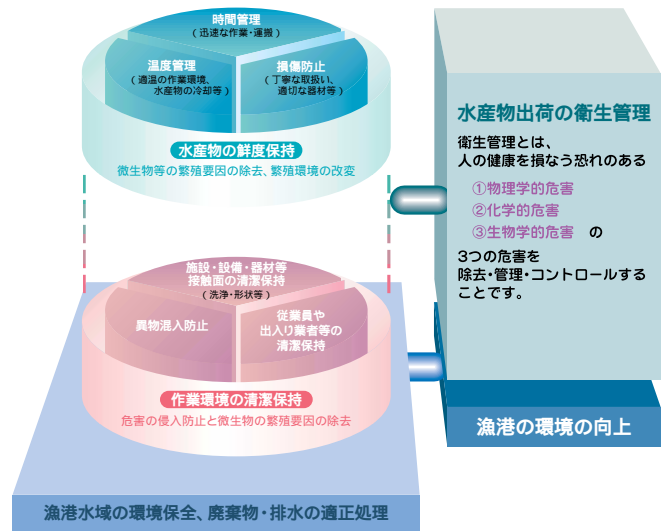 時間管理
（迅速な作業・運搬）
温度管理
（適温の作業環境、
水産物の冷却等）
損傷防止
（丁寧な取扱い、
適切な器材等）
水産物の鮮度保持
微生物等の繁殖要因の除去、繁殖環境の改変
施設・設備・器材等
接触面の清潔保持
（洗浄・形状等）
異物混入防止
従業員や
出入り業者等の
清潔保持
作業環境の清潔保持
危害の侵入防止と微生物の繁殖要因の除去
漁港水域の環境保全、廃棄物・排水の適正処理
水産物出荷の衛生管理
衛生管理とは、
人の健康を損なう恐れのある
①物理学的危害
②化学的危害
③生物学的危害 の
3つの危害を
除去・管理・コントロールする
ことです。
漁港の環境の向上